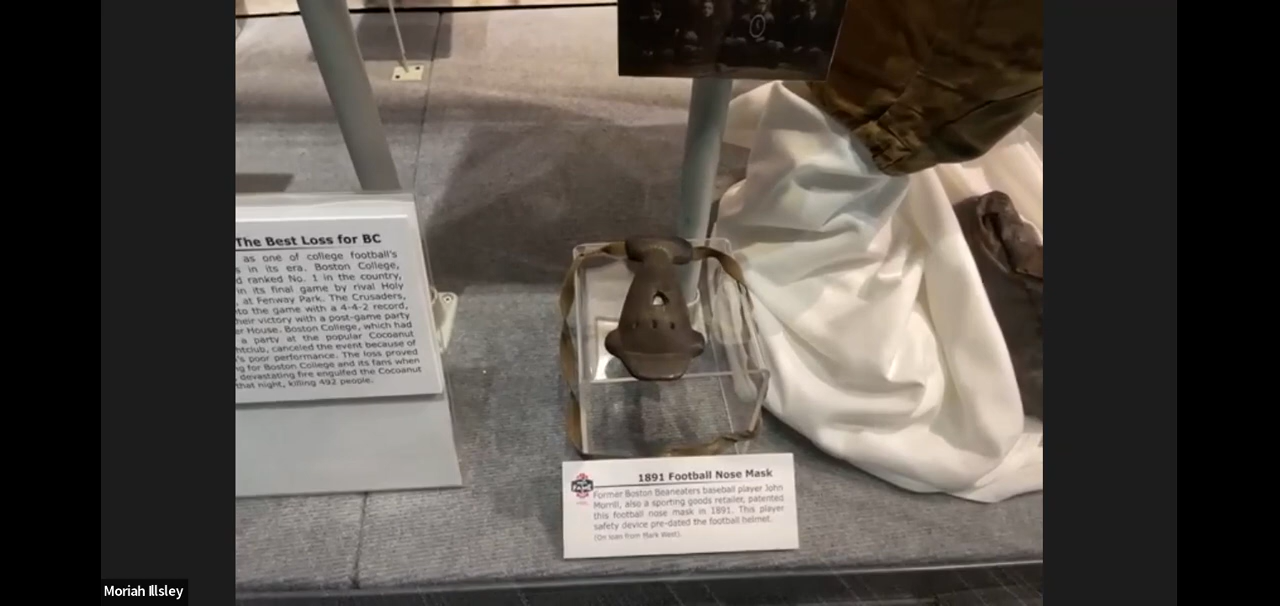 The Best Loss for BC
as one of college football's
s in its era. Boston College,
d ranked No. 1 in the country,
in its final game by rival Holy
, at Fenway Park. The Crusaders,
to the game with a 4-4-2 record,
heir victory with a post-game party
er House. Boston College, which had
a party at the popular Cocoanut
htclub, canceled the event because of
's poor performance. The loss proved
ng for Boston College and its fans when
devastating fire engulfed the Cocoanut
that night, killing 492 people.
1891 Football Nose Mask
Former Boston Beaneaters baseball player John
Morrill, also a sporting goods retailer, patented
this football nose mask in 1891. This player
safety device pre-dated the football helmet.
(On loan from Mark West).
Moriah Illsley